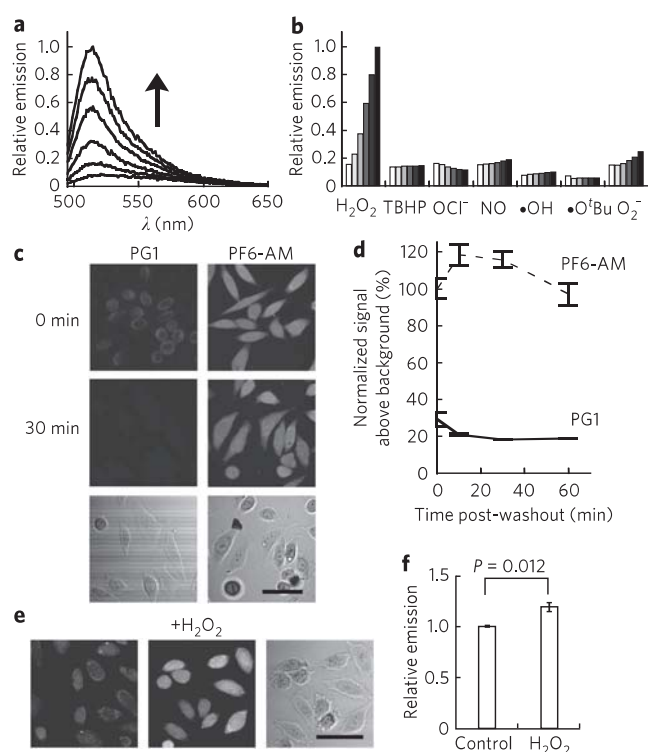 a
Relative emission
1.0
0.8
0.6
0.4
0.2
0
500 550 600 650
λ (nm)
b
Relative emission
1.0
0.8
0.6
0.4
0.2
0
H₂O₂ TBHP OCl⁻ NO •OH •OᵗBu O₂⁻
c
PG1 PF6-AM
0 min
30 min
d
Normalized signal
above background (%)
120
100
80
60
40
20
0
PF6-AM
PG1
0 20 40 60
Time post-washout (min)
e
+H₂O₂
f
P = 0.012
Relative emission
1.5
1.0
0.5
0
Control H₂O₂